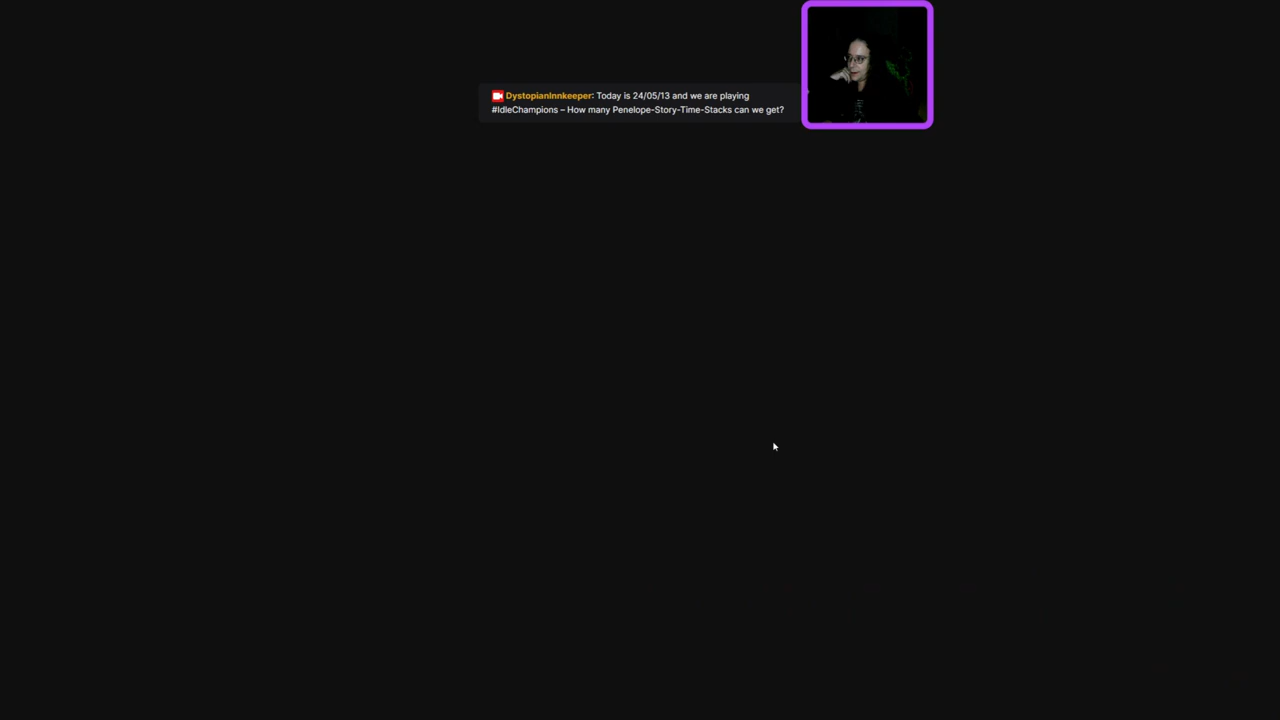 DystopianInnkeeper: Today is 24/05/13 and we are playing
#IdleChampions – How many Penelope-Story-Time-Stacks can we get?